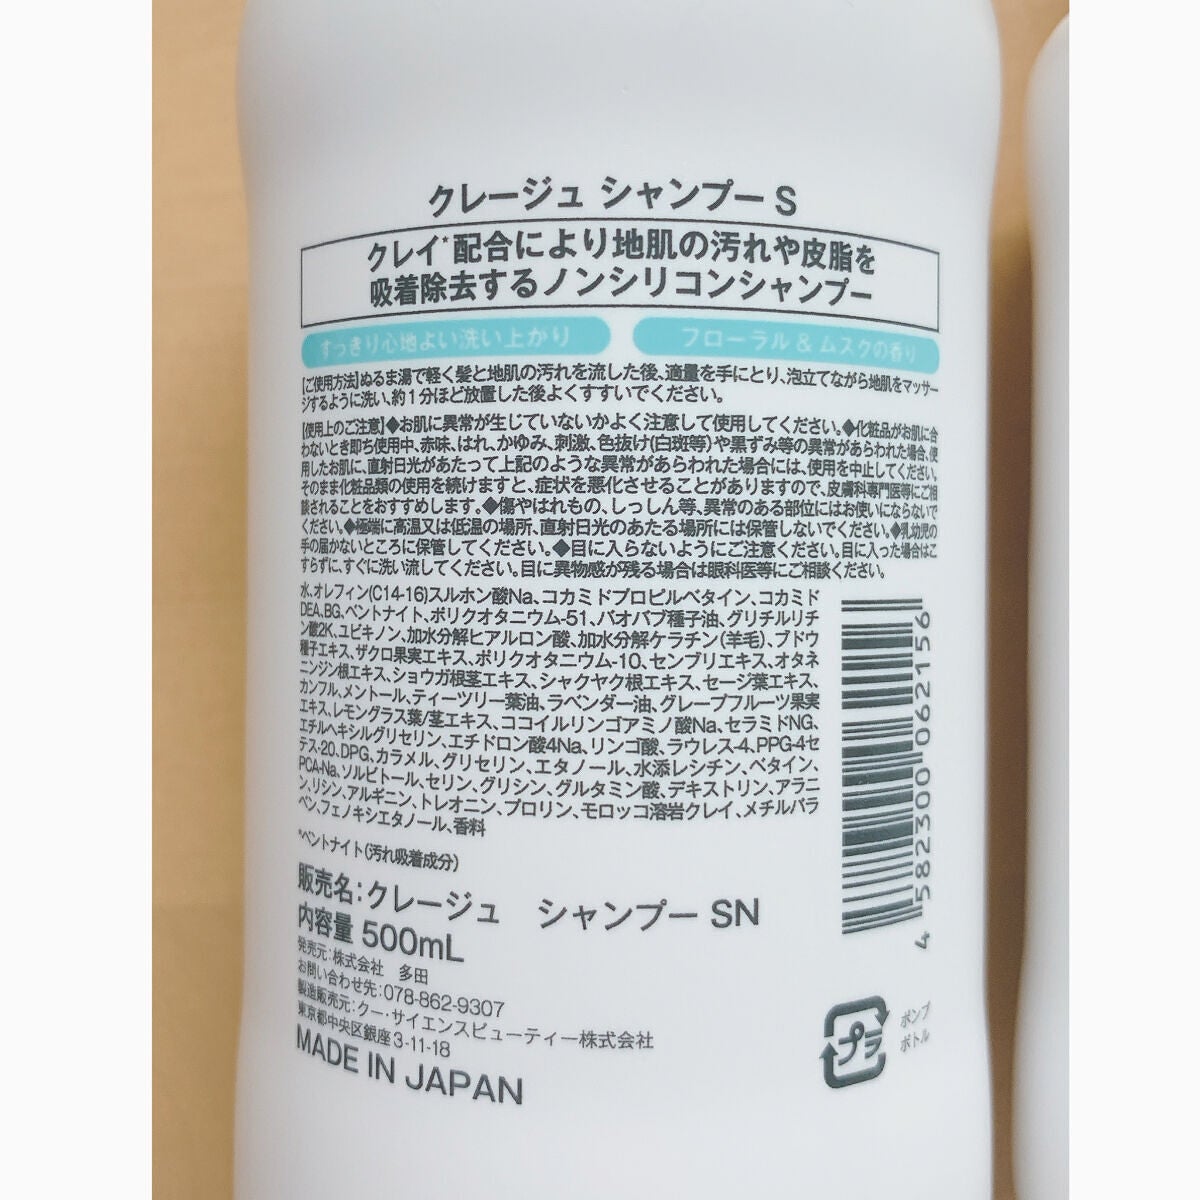 クレージュ シャンプー S
クレイ*配合により地肌の汚れや皮脂を
吸着除去するノンシリコンシャンプー
すっきり心地よい洗い上がり
フローラル & ムスクの香り
【ご使用方法】ぬるま湯で軽く髪と地肌の汚れを流した後、適量を手にとり、泡立てながら地肌をマッサー
ジするように洗い、約1分ほど放置した後よくすすいでください。
【使用上のご注意】◆お肌に異常が生じていないかよく注意して使用してください。◆化粧品がお肌に合
わないとき即ち使用中、赤味、はれ、かゆみ、刺激、色抜け(白斑等)や黒ずみ等の異常があらわれた場合、使
用したお肌に、直射日光があたって上記のような異常があらわれた場合には、使用を中止してください。
そのまま化粧品類の使用を続けますと、症状を悪化させることがありますので、皮膚科専門医等にご相
談されることをおすすめします。◆傷やはれもの、しっしん等、異常のある部位にはお使いにならないで
ください。◆極端に高温又は低温の場所、直射日光のあたる場所には保管しないでください。◆乳幼児の
手の届かないところに保管してください。◆目に入らないようにご注意ください。目に入った場合はこ
すらずに、すぐに洗い流してください。目に異物感が残る場合は眼科医等にご相談ください。
水、オレフィン(C14-16)スルホン酸Na、コカミドプロピルベタイン、コカミド
DEA、BG、ベントナイト、ポリクオタニウム-51、バオバブ種子油、グリチルリチ
ン酸2K、ユビキノン、加水分解ヒアルロン酸、加水分解ケラチン(羊毛)、ブドウ
種子エキス、ザクロ果実エキス、ポリクオタニウム-10、センブリエキス、オタネ
ニンジン根エキス、ショウガ根茎エキス、シャクヤク根エキス、セージ葉エキス、
カンフル、メントール、ティーツリー葉油、ラベンダー油、グレープフルーツ果実
エキス、レモングラス葉/茎エキス、ココイルリンゴアミノ酸Na、セラミドNG、
エチルヘキシルグリセリン、エチドロン酸4Na、リンゴ酸、ラウレス-4、PPG-4セ
テス-20、DPG、カラメル、グリセリン、エタノール、水添レシチン、ベタイン、
PCA-Na、ソルビトール、セリン、グリシン、グルタミン酸、デキストリン、アラニ
ン、リシン、アルギニン、トレオニン、プロリン、モロッコ溶岩クレイ、メチルパラ
ベン、フェノキシエタノール、香料
*ベントナイト(汚れ吸着成分)
販売名:クレージュ シャンプー SN
内容量 500mL
発売元:株式会社 多田
お問い合わせ先:078-862-9307
製造販売元:クー・サイエンスビューティー株式会社
東京都中央区銀座3-11-18
MADE IN JAPAN
4 582300 062156
プラ
ポンプ
ボトル